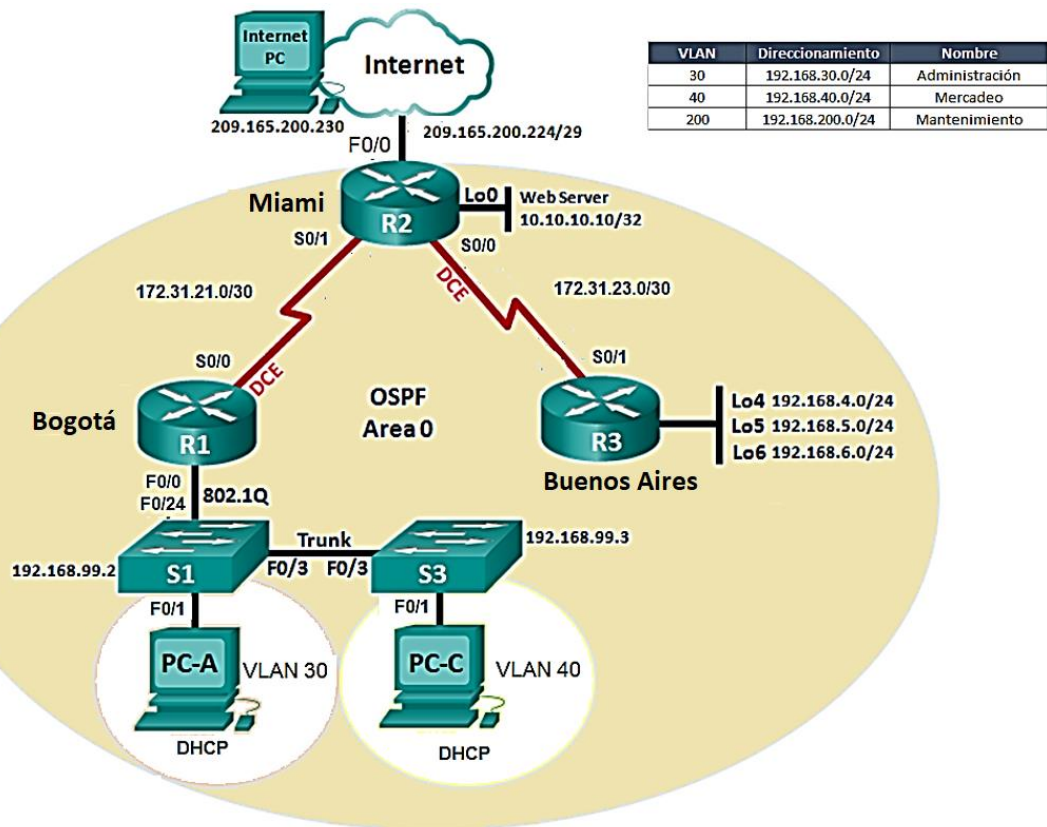 Internet
PC
Internet
209.165.200.230
209.165.200.224/29
F0/0
VLAN Direccionamiento Nombre
30 192.168.30.0/24 Administración
40 192.168.40.0/24 Mercadeo
200 192.168.200.0/24 Mantenimiento
Miami
R2
Lo0
Web Server
10.10.10.10/32
S0/1
S0/0
DCE
172.31.21.0/30
172.31.23.0/30
S0/0
DCE
S0/1
Bogotá
R1
OSPF
Area 0
R3
Buenos Aires
Lo4 192.168.4.0/24
Lo5 192.168.5.0/24
Lo6 192.168.6.0/24
F0/0
F0/24
802.1Q
192.168.99.2
S1
Trunk
F0/3 F0/3
S3
192.168.99.3
F0/1
F0/1
PC-A
VLAN 30
DHCP
PC-C
VLAN 40
DHCP